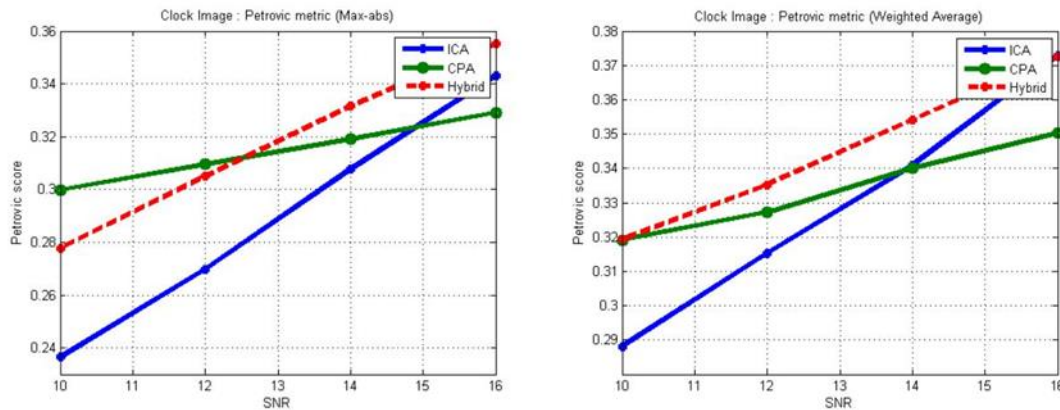 Clock Image : Petrovic metric (Max-abs)
0.36
0.34
0.32
0.3
0.28
0.26
0.24
Petrovic score
10 11 12 13 14 15 16
SNR
ICA
CPA
Hybrid
Clock Image : Petrovic metric (Weighted Average)
0.38
0.37
0.36
0.35
0.34
0.33
0.32
0.31
0.3
0.29
Petrovic score
10 11 12 13 14 15 16
SNR
ICA
CPA
Hybrid